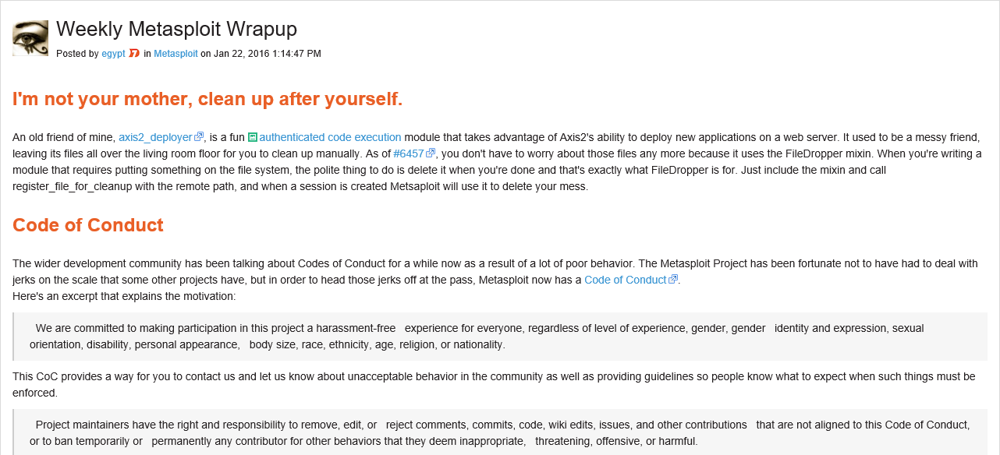 Weekly Metasploit Wrapup
Posted by egypt in Metasploit on Jan 22, 2016 1:14:47 PM
I'm not your mother, clean up after yourself.
An old friend of mine, axis2_deployer, is a fun authenticated code execution module that takes advantage of Axis2's ability to deploy new applications on a web server. It used to be a messy friend,
leaving its files all over the living room floor for you to clean up manually. As of #6457, you don't have to worry about those files any more because it uses the FileDropper mixin. When you're writing a
module that requires putting something on the file system, the polite thing to do is delete it when you're done and that's exactly what FileDropper is for. Just include the mixin and call
register_file_for_cleanup with the remote path, and when a session is created Metsaploit will use it to delete your mess.
Code of Conduct
The wider development community has been talking about Codes of Conduct for a while now as a result of a lot of poor behavior. The Metasploit Project has been fortunate not to have had to deal with
jerks on the scale that some other projects have, but in order to head those jerks off at the pass, Metasploit now has a Code of Conduct.
Here's an excerpt that explains the motivation:
We are committed to making participation in this project a harassment-free experience for everyone, regardless of level of experience, gender, gender identity and expression, sexual
orientation, disability, personal appearance, body size, race, ethnicity, age, religion, or nationality.
This CoC provides a way for you to contact us and let us know about unacceptable behavior in the community as well as providing guidelines so people know what to expect when such things must be
enforced.
Project maintainers have the right and responsibility to remove, edit, or reject comments, commits, code, wiki edits, issues, and other contributions that are not aligned to this Code of Conduct,
or to ban temporarily or permanently any contributor for other behaviors that they deem inappropriate, threatening, offensive, or harmful.